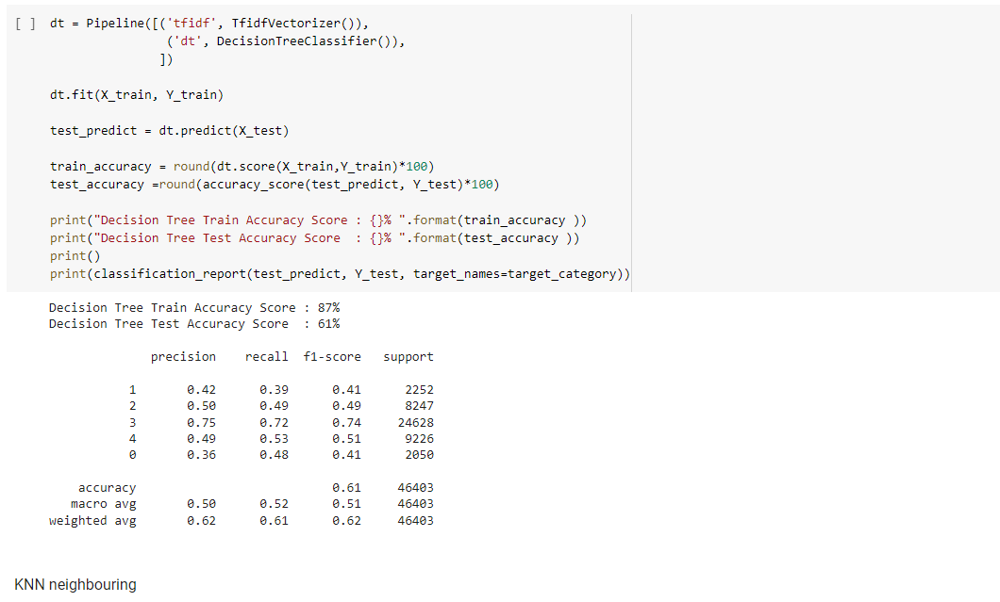 [ ] dt = Pipeline([('tfidf', TfidfVectorizer()),
('dt', DecisionTreeClassifier()),
])
dt.fit(X_train, Y_train)
test_predict = dt.predict(X_test)
train_accuracy = round(dt.score(X_train,Y_train)*100)
test_accuracy =round(accuracy_score(test_predict, Y_test)*100)
print("Decision Tree Train Accuracy Score : {}% ".format(train_accuracy ))
print("Decision Tree Test Accuracy Score  : {}% ".format(test_accuracy ))
print()
print(classification_report(test_predict, Y_test, target_names=target_category))
Decision Tree Train Accuracy Score : 87%
Decision Tree Test Accuracy Score  : 61%
precision recall f1-score support
1 0.42 0.39 0.41 2252
2 0.50 0.49 0.49 8247
3 0.75 0.72 0.74 24628
4 0.49 0.53 0.51 9226
0 0.36 0.48 0.41 2050
accuracy 0.61 46403
macro avg 0.50 0.52 0.51 46403
weighted avg 0.62 0.61 0.62 46403
KNN neighbouring